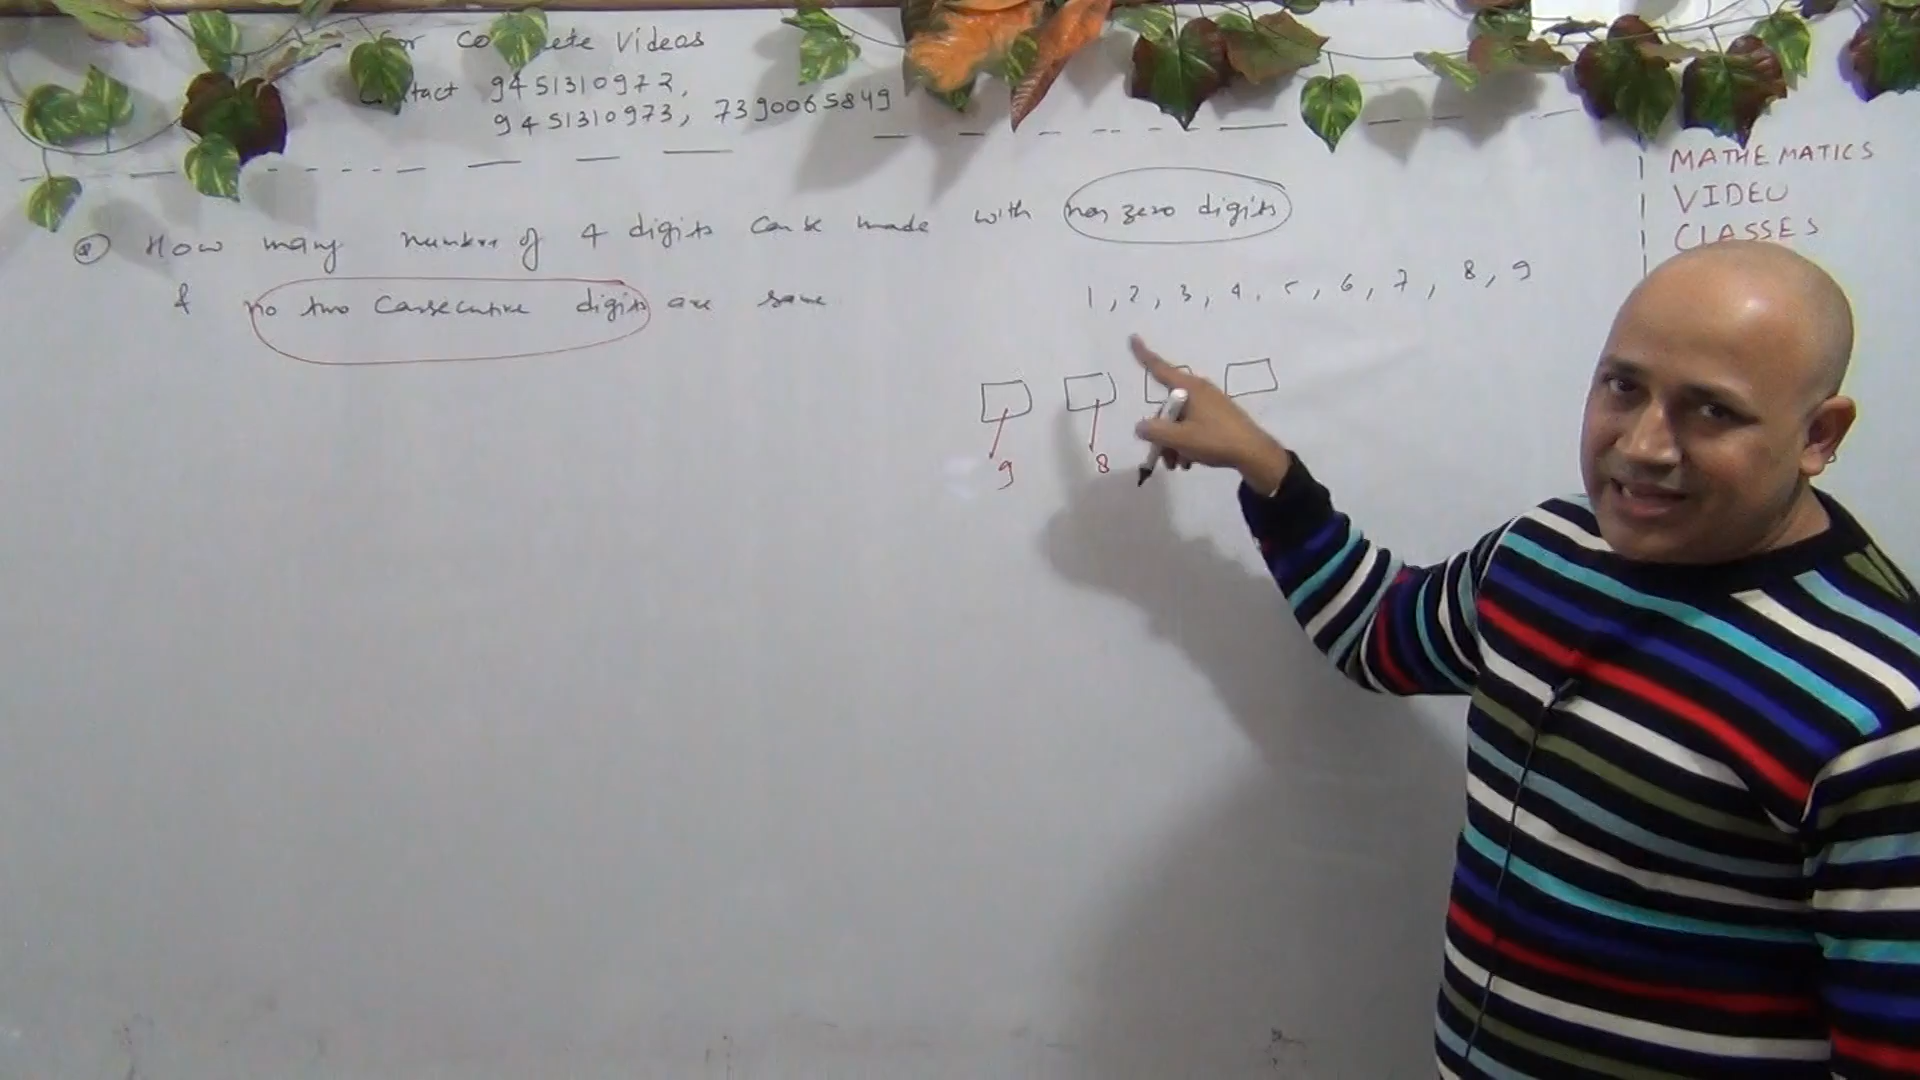 For Complete Videos
Contact 9451310972,
9451310973, 7390065849
MATHEMATICS
VIDEO
CLASSES
Q How many number of 4 digits can be made with non zero digits
& no two consecutive digits are same
1, 2, 3, 4, 5, 6, 7, 8, 9
9 8